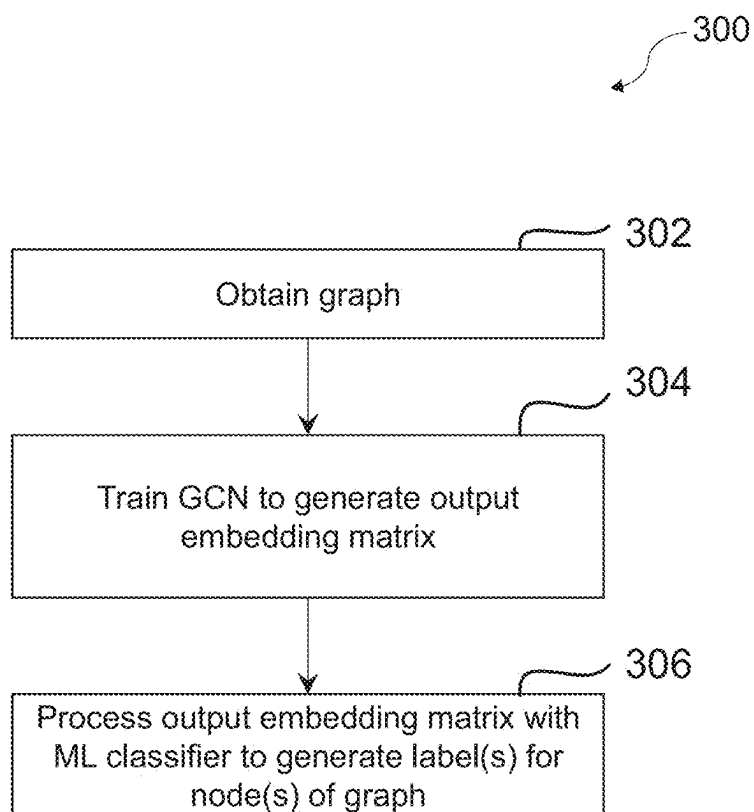 300
302
Obtain graph
304
Train GCN to generate output
embedding matrix
306
Process output embedding matrix with
ML classifier to generate label(s) for
node(s) of graph